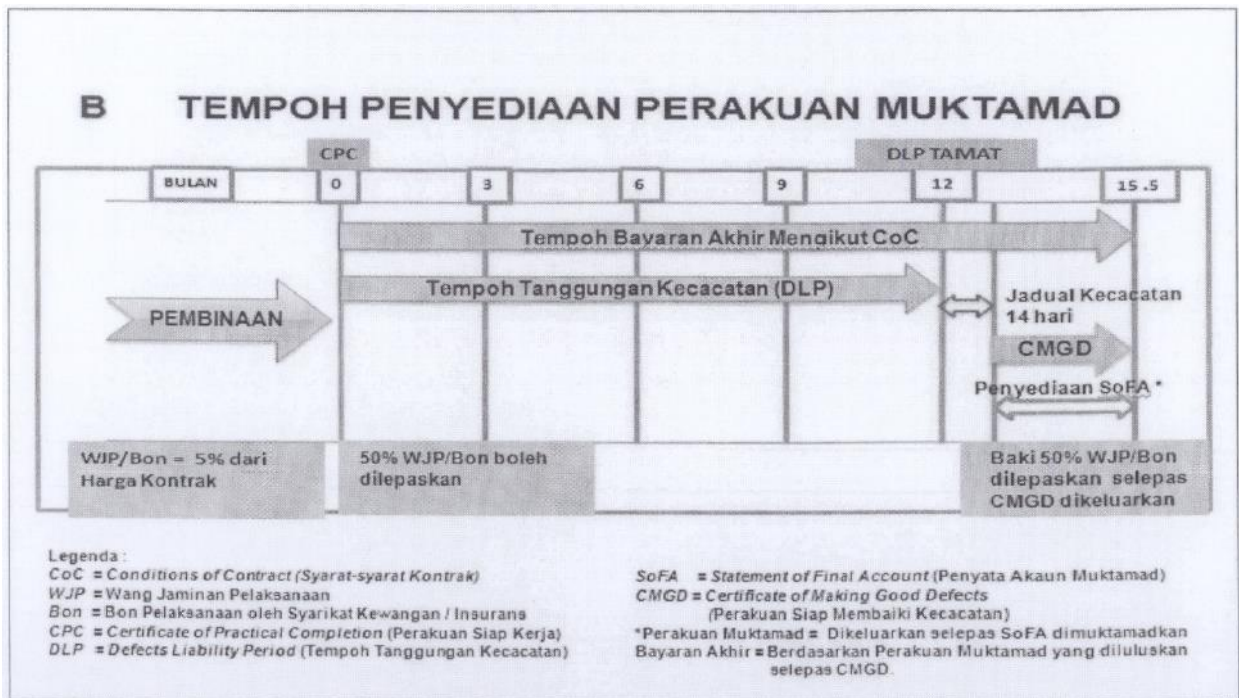 B TEMPOH PENYEDIAAN PERAKUAN MUKTAMAD
CPC
DLP TAMAT
BULAN 0 3 6 9 12 15.5
Tempoh Bayaran Akhir Mengikut CoC
Tempoh Tanggungan Kecacatan (DLP)
PEMBINAAN
Jadual Kecacatan
14 hari
CMGD
Penyediaan SoFA *
WJP/Bon = 5% dari
Harga Kontrak
50% WJP/Bon boleh
dilepaskan
Baki 50% WJP/Bon
dilepaskan selepas
CMGD dikeluarkan
Legenda :
CoC = Conditions of Contract (Syarat-syarat Kontrak)
WJP = Wang Jaminan Pelaksanaan
Bon = Bon Pelaksanaan oleh Syarikat Kewangan / Insurans
CPC = Certificate of Practical Completion (Perakuan Siap Kerja)
DLP = Defects Liability Period (Tempoh Tanggungan Kecacatan)
SoFA = Statement of Final Account (Penyata Akaun Muktamad)
CMGD = Certificate of Making Good Defects
(Perakuan Siap Membaiki Kecacatan)
*Perakuan Muktamad = Dikeluarkan selepas SoFA dimuktamadkan
Bayaran Akhir = Berdasarkan Perakuan Muktamad yang diluluskan
selepas CMGD.